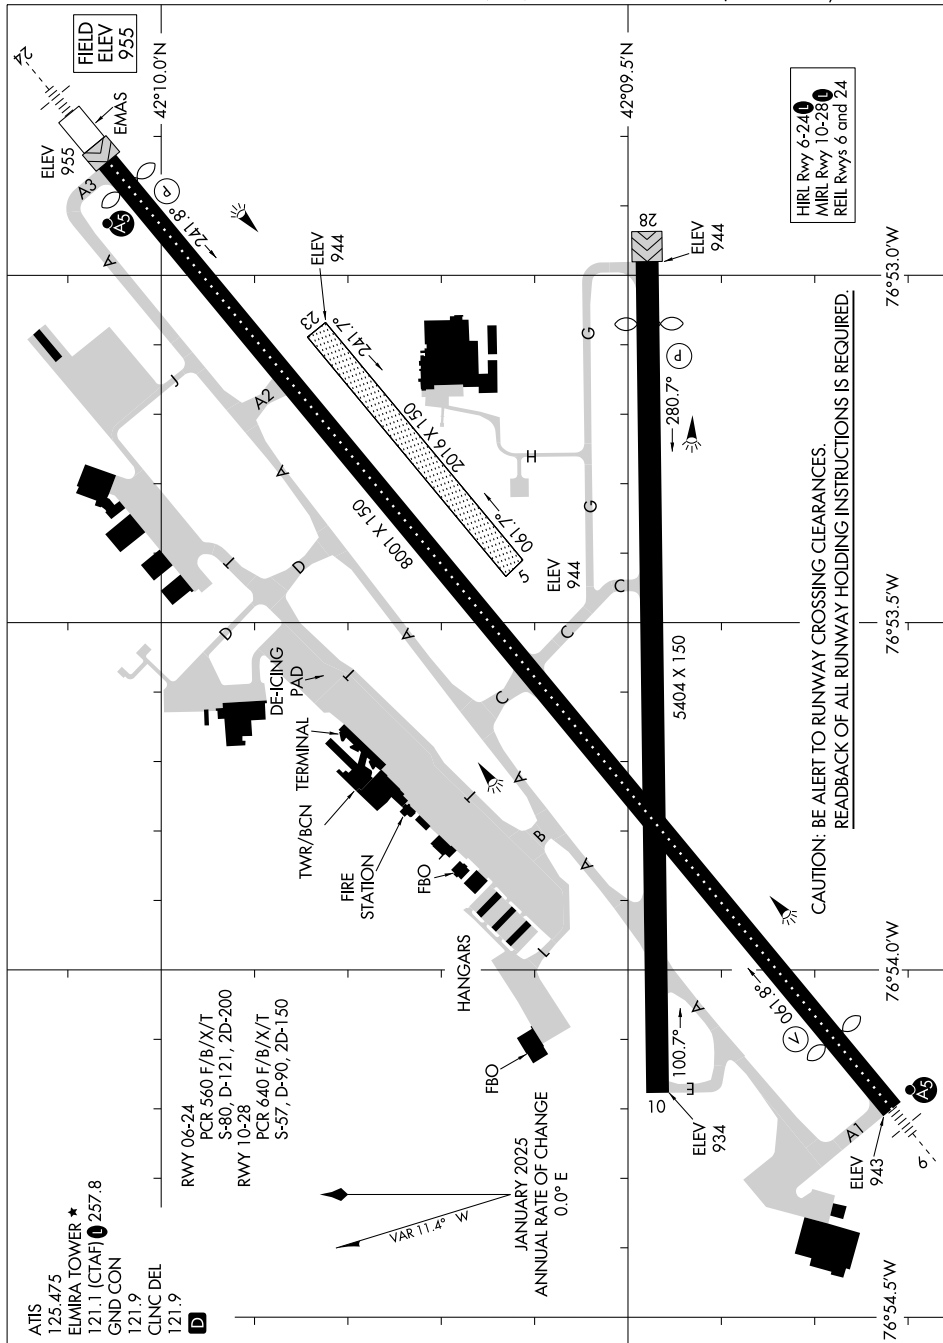 ATIS
125.475
ELMIRA TOWER ★
121.1 (CTAF) L 257.8
GND CON
121.9
CLNC DEL
121.9
D
RWY 06-24
PCR 560 F/B/X/T
S-80, D-121, 2D-200
RWY 10-28
PCR 640 F/B/X/T
S-57, D-90, 2D-150
VAR 11.4° W
JANUARY 2025
ANNUAL RATE OF CHANGE
0.0° E
FIELD
ELEV
955
24
ELEV
955
EMAS
A3
A5
P
241.8°
A
J
A2
A
8001 X 150
T
D
D
A
DE-ICING
PAD
T
TERMINAL
TWR/BCN
FIRE
STATION
FBO
HANGARS
FBO
T
A
B
A
L
C
C
C
ELEV
944
23
241.7°
2016 X 150
061.7°
5
ELEV
944
H
G
G
28
ELEV
944
P
280.7°
5404 X 150
10
100.7°
A
E
ELEV
934
061.8°
V
A1
ELEV
943
6
A5
HIRL Rwy 6-24 L
MIRL Rwy 10-28 L
REIL Rwys 6 and 24
CAUTION: BE ALERT TO RUNWAY CROSSING CLEARANCES.
READBACK OF ALL RUNWAY HOLDING INSTRUCTIONS IS REQUIRED.
42°10.0'N
42°09.5'N
76°53.0'W
76°53.5'W
76°54.0'W
76°54.5'W